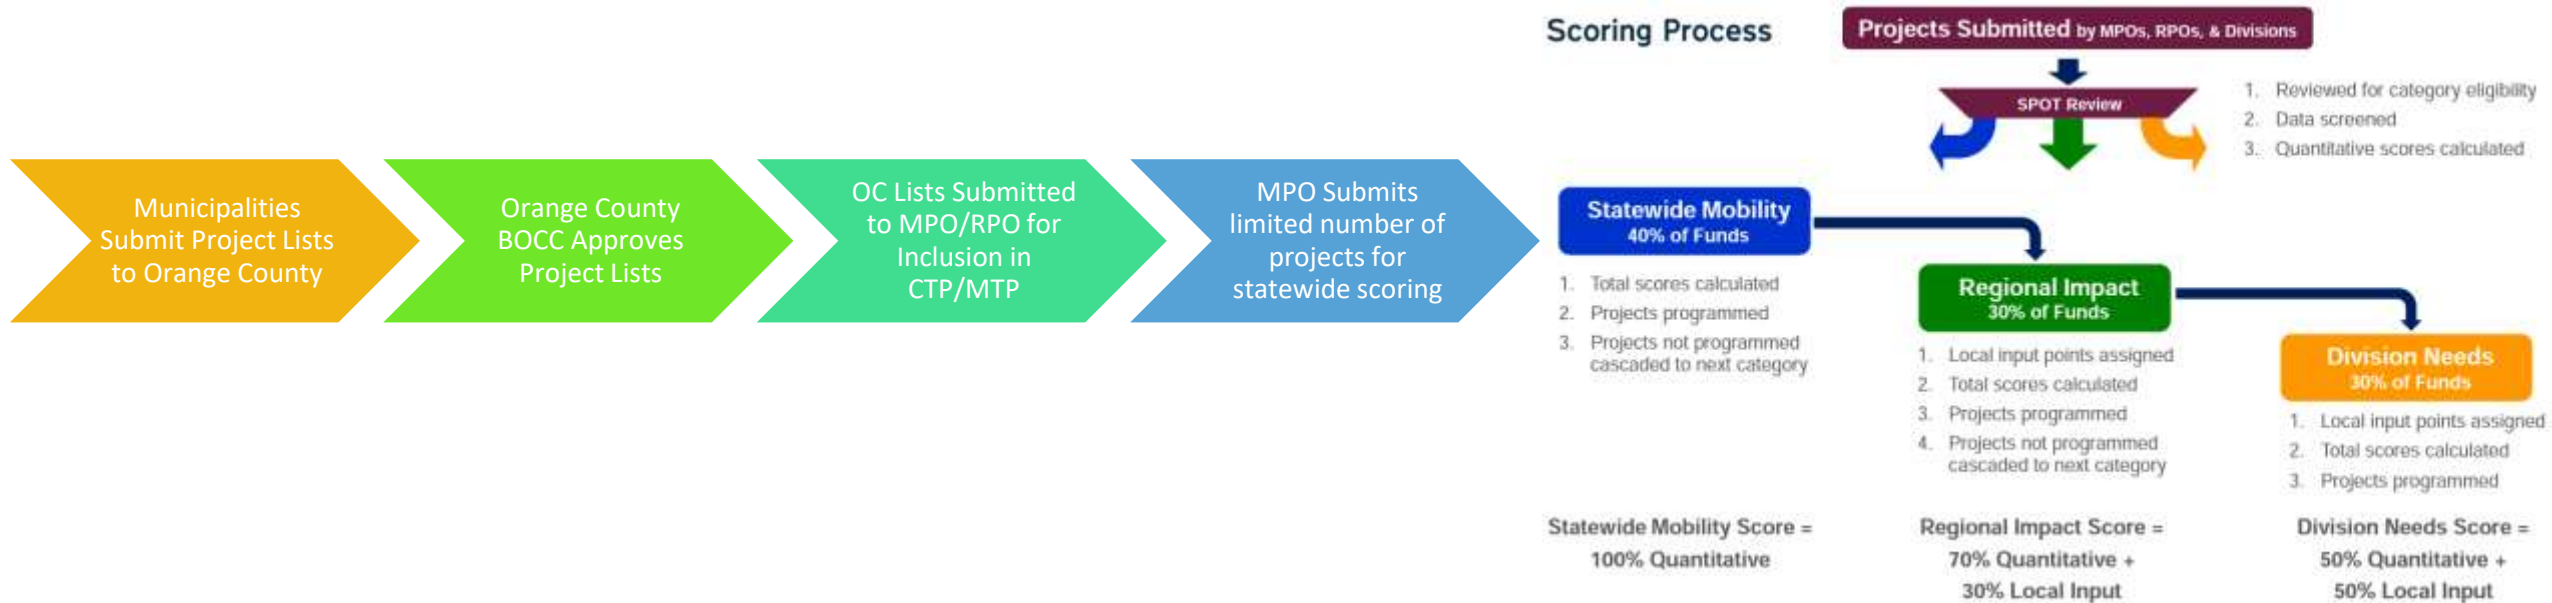 Municipalities
Submit Project Lists
to Orange County
Orange County
BOCC Approves
Project Lists
OC Lists Submitted
to MPO/RPO for
Inclusion in
CTP/MTP
MPO Submits
limited number of
projects for
statewide scoring
Scoring Process
Projects Submitted by MPOs, RPOs, & Divisions
SPOT Review
1. Reviewed for category eligibility
2. Data screened
3. Quantitative scores calculated
Statewide Mobility
40% of Funds
1. Total scores calculated
2. Projects programmed
3. Projects not programmed
cascaded to next category
Regional Impact
30% of Funds
1. Local input points assigned
2. Total scores calculated
3. Projects programmed
4. Projects not programmed
cascaded to next category
Division Needs
30% of Funds
1. Local input points assigned
2. Total scores calculated
3. Projects programmed
Statewide Mobility Score =
100% Quantitative
Regional Impact Score =
70% Quantitative +
30% Local Input
Division Needs Score =
50% Quantitative +
50% Local Input